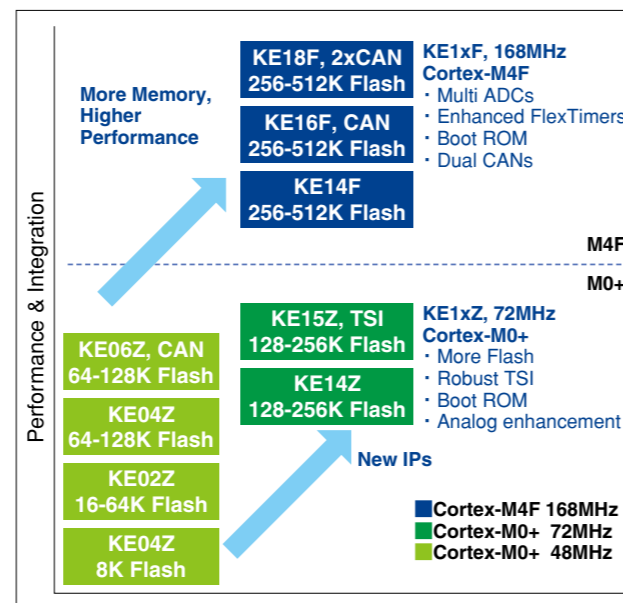 Performance & Integration
More Memory,
Higher
Performance
KE18F, 2xCAN
256-512K Flash
KE16F, CAN
256-512K Flash
KE14F
256-512K Flash
KE1xF, 168MHz
Cortex-M4F
· Multi ADCs
· Enhanced FlexTimers
· Boot ROM
· Dual CANs
M4F
M0+
KE06Z, CAN
64-128K Flash
KE04Z
64-128K Flash
KE02Z
16-64K Flash
KE04Z
8K Flash
KE15Z, TSI
128-256K Flash
KE14Z
128-256K Flash
New IPs
KE1xZ, 72MHz
Cortex-M0+
· More Flash
· Robust TSI
· Boot ROM
· Analog enhancement
Cortex-M4F 168MHz
Cortex-M0+ 72MHz
Cortex-M0+ 48MHz